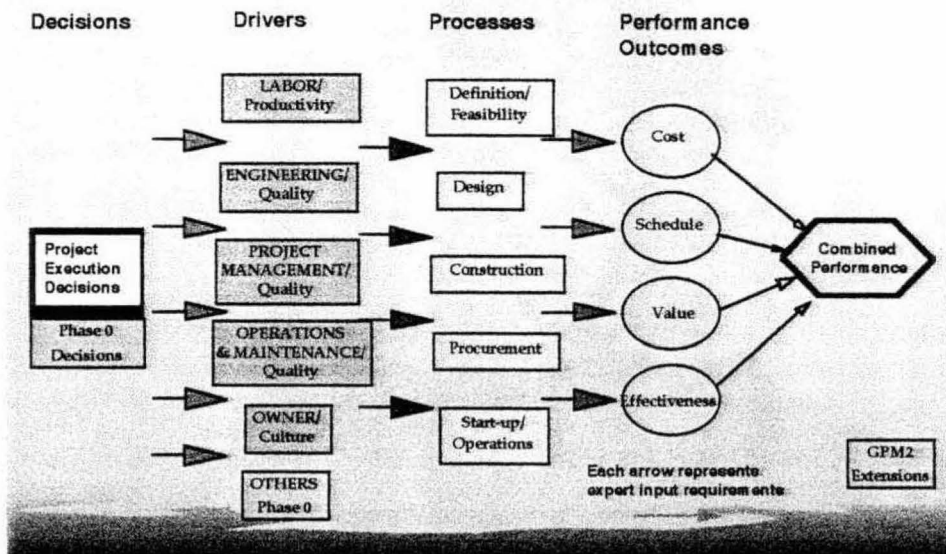 Decisions
Drivers
Processes
Performance
Outcomes
Project
Execution
Decisions
Phase 0
Decisions
LABOR/
Productivity
ENGINEERING/
Quality
PROJECT
MANAGEMENT/
Quality
OPERATIONS
& MAINTENANCE/
Quality
OWNER/
Culture
OTHERS
Phase 0
Definition/
Feasibility
Design
Construction
Procurement
Start-up/
Operations
Cost
Schedule
Value
Effectiveness
Combined
Performance
Each arrow represents
expert input requirements
GPM2
Extensions